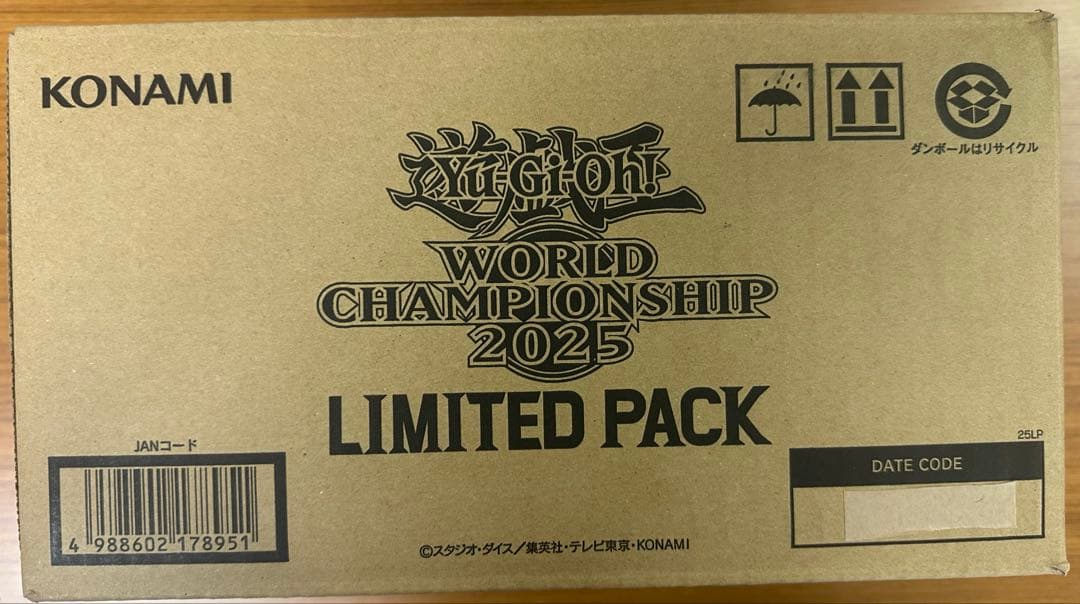 KONAMI
ダンボールはリサイクル
遊戯王
Yu-Gi-Oh!
WORLD
CHAMPIONSHIP
2025
LIMITED PACK
JANコード
4 988602 178951
25LP
DATE CODE
©スタジオ・ダイス/集英社・テレビ東京・KONAMI